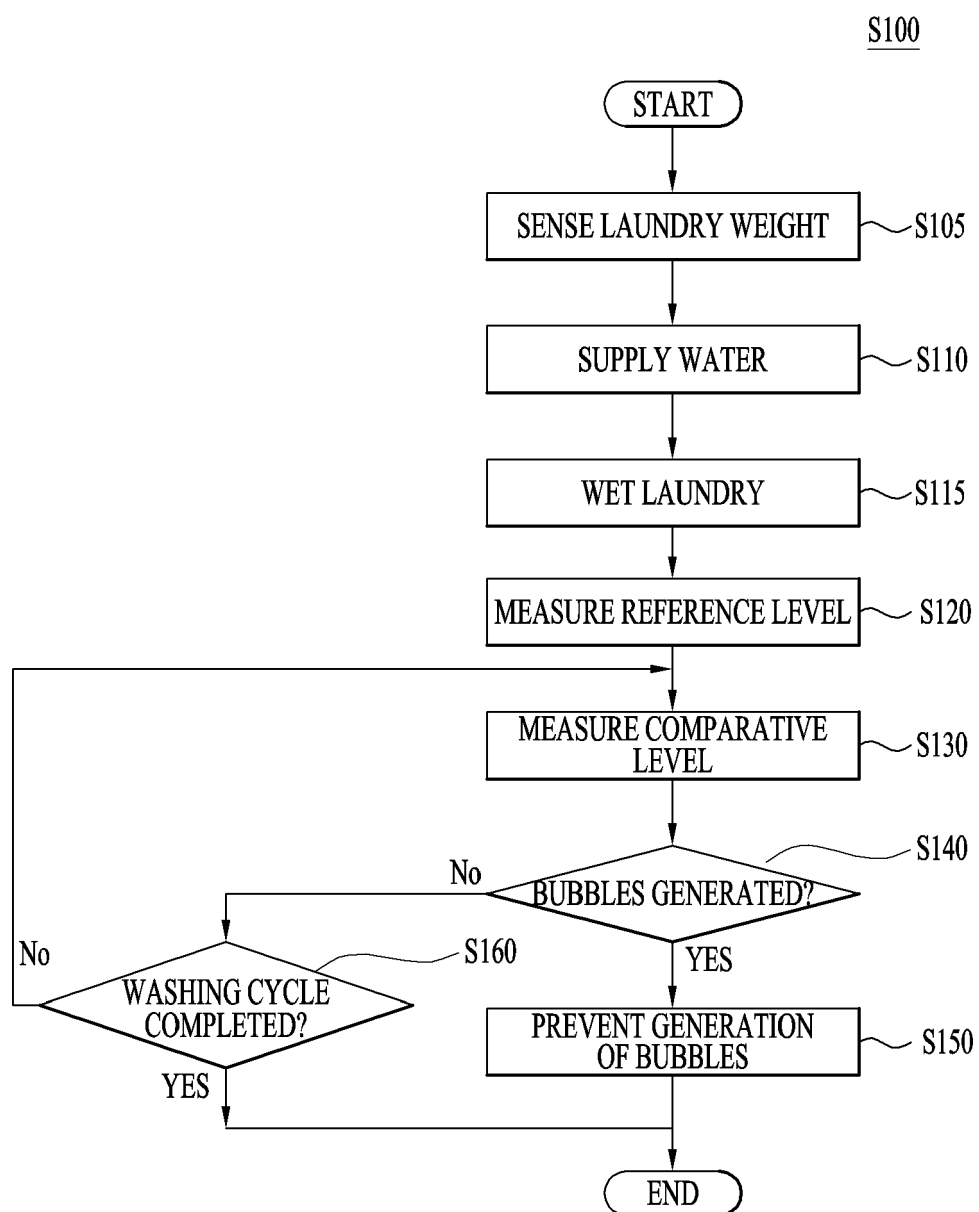 S100
START
SENSE LAUNDRY WEIGHT
S105
SUPPLY WATER
S110
WET LAUNDRY
S115
MEASURE REFERENCE LEVEL
S120
MEASURE COMPARATIVE
LEVEL
S130
BUBBLES GENERATED?
S140
No
YES
WASHING CYCLE
COMPLETED?
S160
No
YES
PREVENT GENERATION
OF BUBBLES
S150
END